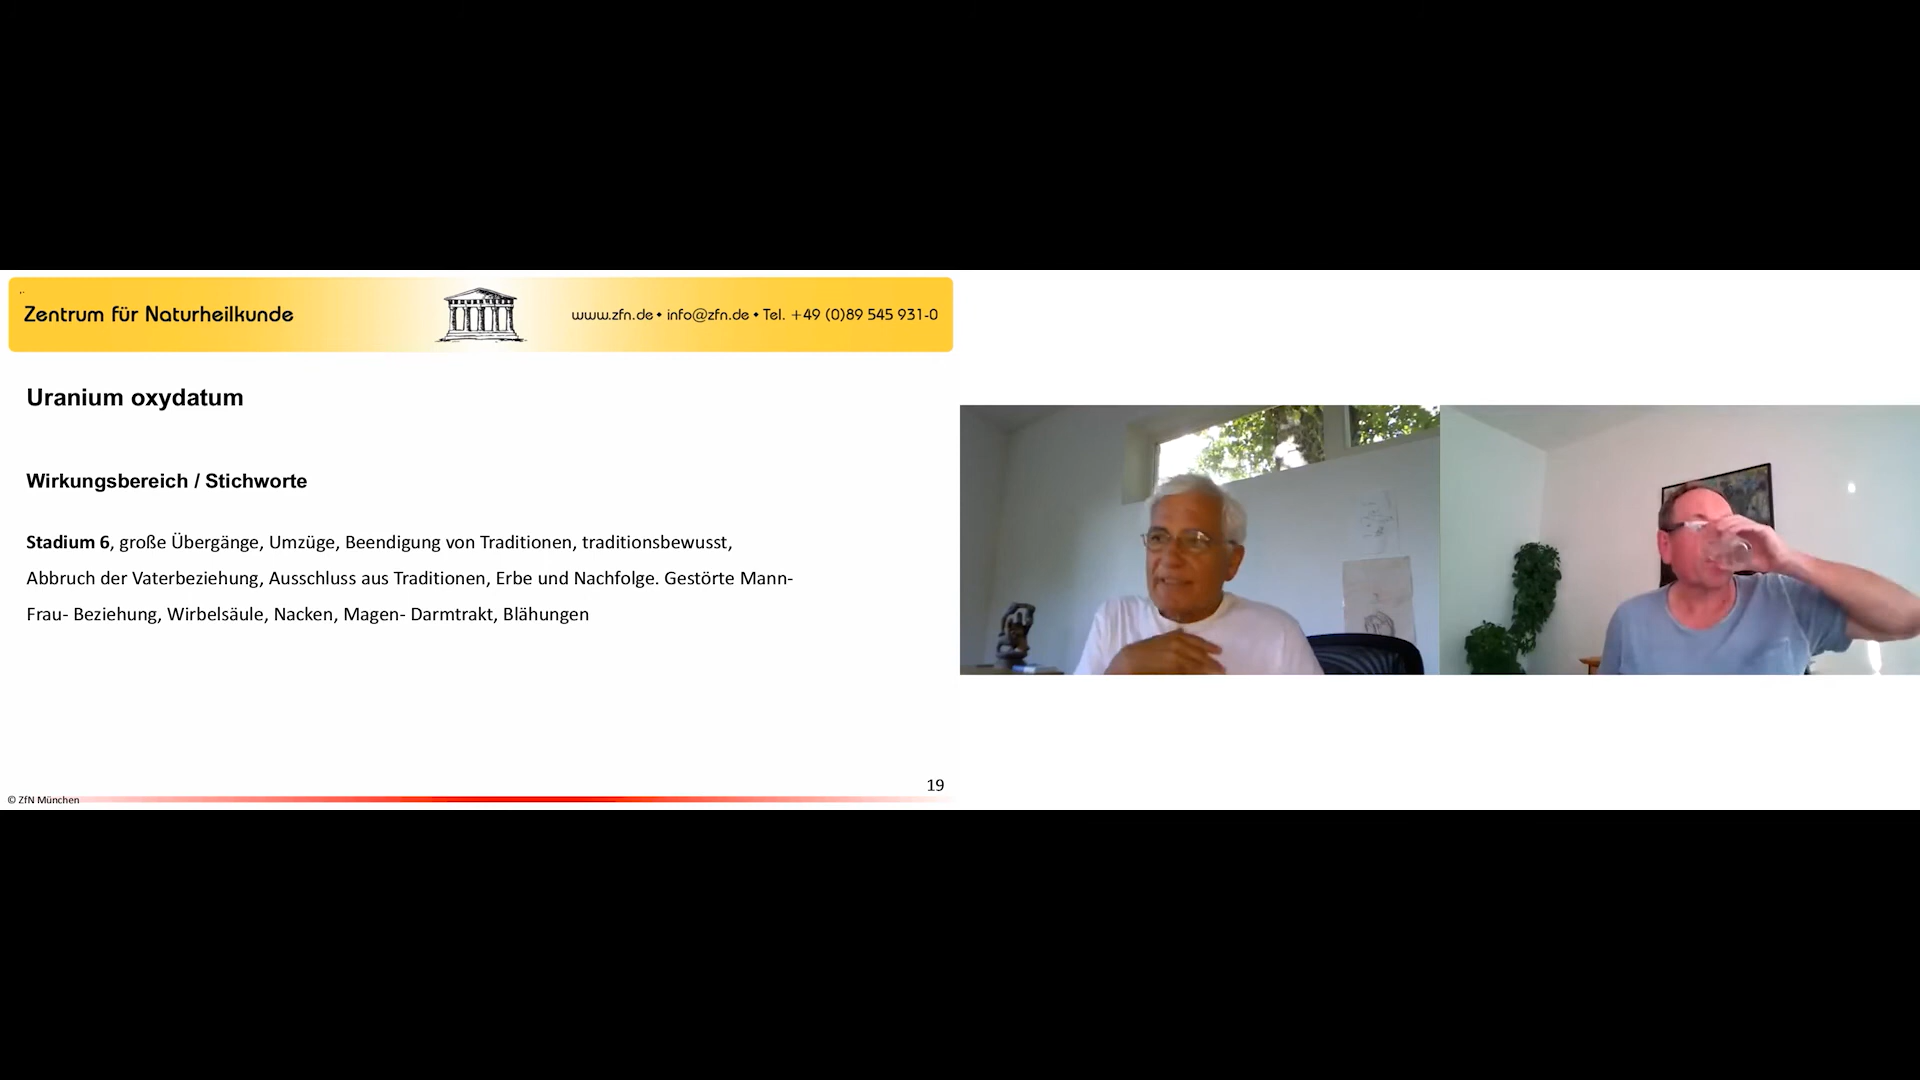 Zentrum für Naturheilkunde
www.zfn.de • info@zfn.de • Tel. +49 (0)89 545 931-0
Uranium oxydatum
Wirkungsbereich / Stichworte
Stadium 6, große Übergänge, Umzüge, Beendigung von Traditionen, traditionsbewusst,
Abbruch der Vaterbeziehung, Ausschluss aus Traditionen, Erbe und Nachfolge. Gestörte Mann-
Frau- Beziehung, Wirbelsäule, Nacken, Magen- Darmtrakt, Blähungen
19
© ZfN München